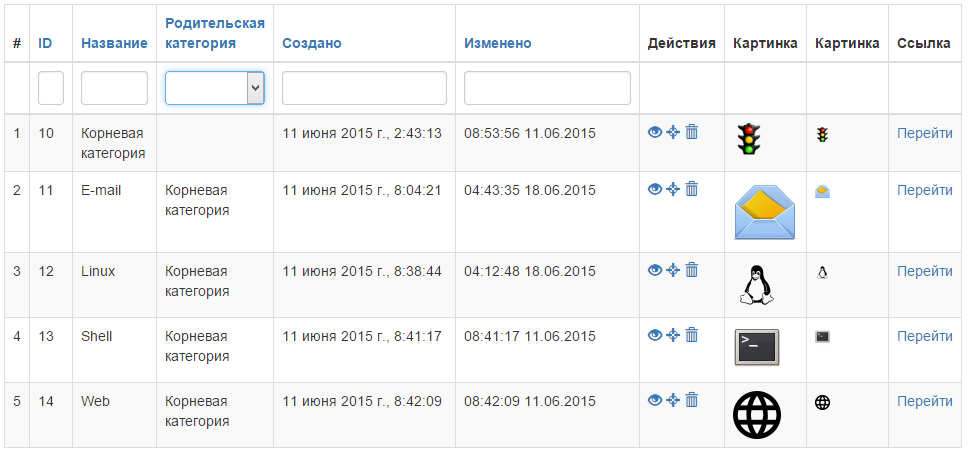 # ID Название Родительская категория Создано Изменено Действия Картинка Картинка Ссылка
1 10 Корневая категория 11 июня 2015 г., 2:43:13 08:53:56 11.06.2015 Перейти
2 11 E-mail Корневая категория 11 июня 2015 г., 8:04:21 04:43:35 18.06.2015 Перейти
3 12 Linux Корневая категория 11 июня 2015 г., 8:38:44 04:12:48 18.06.2015 Перейти
4 13 Shell Корневая категория 11 июня 2015 г., 8:41:17 08:41:17 11.06.2015 >_ Перейти
5 14 Web Корневая категория 11 июня 2015 г., 8:42:09 08:42:09 11.06.2015 Перейти